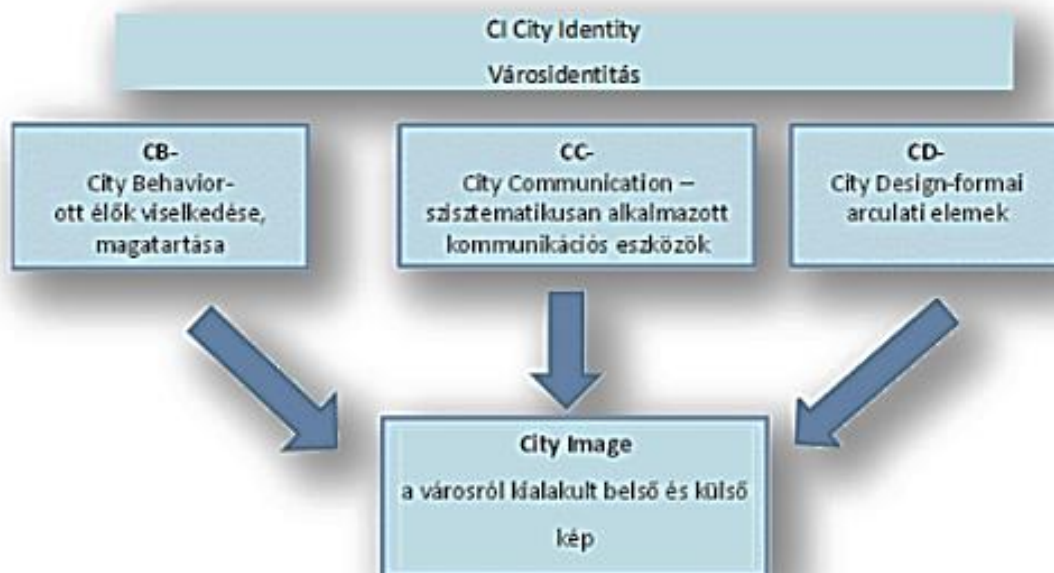 CI City Identity
Városidentitás
CB-
City Behavior-
ott élők viselkedése,
magatartása
CC-
City Communication –
szisztematikusan alkalmazott
kommunikációs eszközök
CD-
City Design-formai
arculati elemek
City Image
a városról kialakult belső és külső
kép